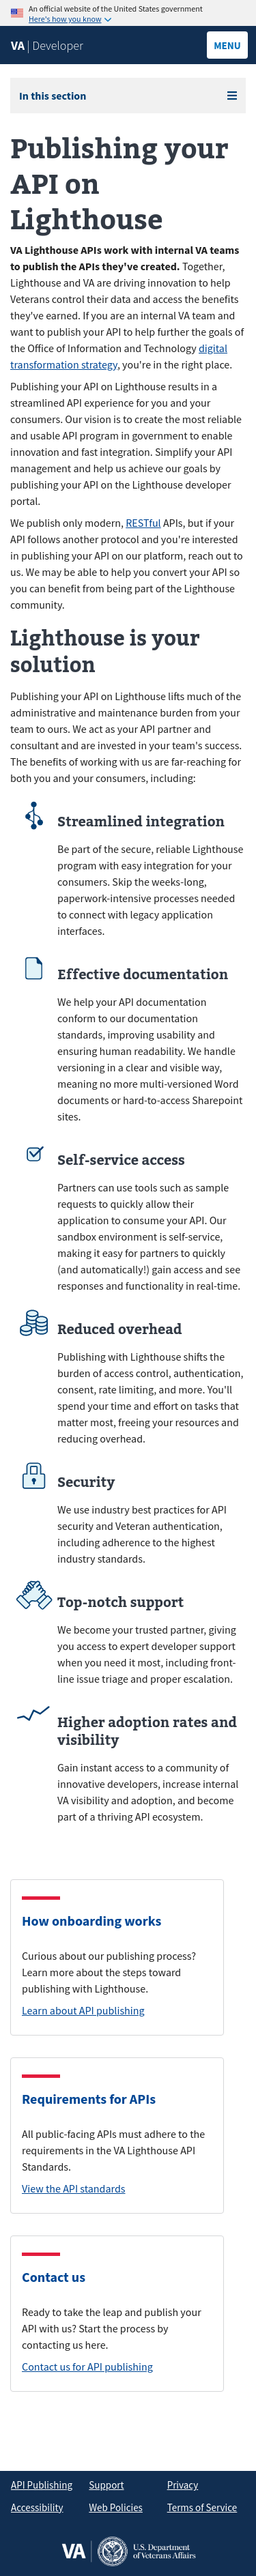 An official website of the United States government
Here's how you know
VA | Developer
MENU
In this section
Publishing your
API on
Lighthouse
VA Lighthouse APIs work with internal VA teams
to publish the APIs they've created. Together,
Lighthouse and VA are driving innovation to help
Veterans control their data and access the benefits
they've earned. If you are an internal VA team and
want to publish your API to help further the goals of
the Office of Information and Technology digital
transformation strategy, you're in the right place.
Publishing your API on Lighthouse results in a
streamlined API experience for you and your
consumers. Our vision is to create the most reliable
and usable API program in government to enable
innovation and fast integration. Simplify your API
management and help us achieve our goals by
publishing your API on the Lighthouse developer
portal.
We publish only modern, RESTful APIs, but if your
API follows another protocol and you're interested
in publishing your API on our platform, reach out to
us. We may be able to help you convert your API so
you can benefit from being part of the Lighthouse
community.
Lighthouse is your
solution
Publishing your API on Lighthouse lifts much of the
administrative and maintenance burden from your
team to ours. We act as your API partner and
consultant and are invested in your team's success.
The benefits of working with us are far-reaching for
both you and your consumers, including:
Streamlined integration
Be part of the secure, reliable Lighthouse
program with easy integration for your
consumers. Skip the weeks-long,
paperwork-intensive processes needed
to connect with legacy application
interfaces.
Effective documentation
We help your API documentation
conform to our documentation
standards, improving usability and
ensuring human readability. We handle
versioning in a clear and visible way,
meaning no more multi-versioned Word
documents or hard-to-access Sharepoint
sites.
Self-service access
Partners can use tools such as sample
requests to quickly allow their
application to consume your API. Our
sandbox environment is self-service,
making it easy for partners to quickly
(and automatically!) gain access and see
responses and functionality in real-time.
Reduced overhead
Publishing with Lighthouse shifts the
burden of access control, authentication,
consent, rate limiting, and more. You'll
spend your time and effort on tasks that
matter most, freeing your resources and
reducing overhead.
Security
We use industry best practices for API
security and Veteran authentication,
including adherence to the highest
industry standards.
Top-notch support
We become your trusted partner, giving
you access to expert developer support
when you need it most, including front-
line issue triage and proper escalation.
Higher adoption rates and
visibility
Gain instant access to a community of
innovative developers, increase internal
VA visibility and adoption, and become
part of a thriving API ecosystem.
How onboarding works
Curious about our publishing process?
Learn more about the steps toward
publishing with Lighthouse.
Learn about API publishing
Requirements for APIs
All public-facing APIs must adhere to the
requirements in the VA Lighthouse API
Standards.
View the API standards
Contact us
Ready to take the leap and publish your
API with us? Start the process by
contacting us here.
Contact us for API publishing
API Publishing Support Privacy
Accessibility Web Policies Terms of Service
VA U.S. Department
of Veterans Affairs